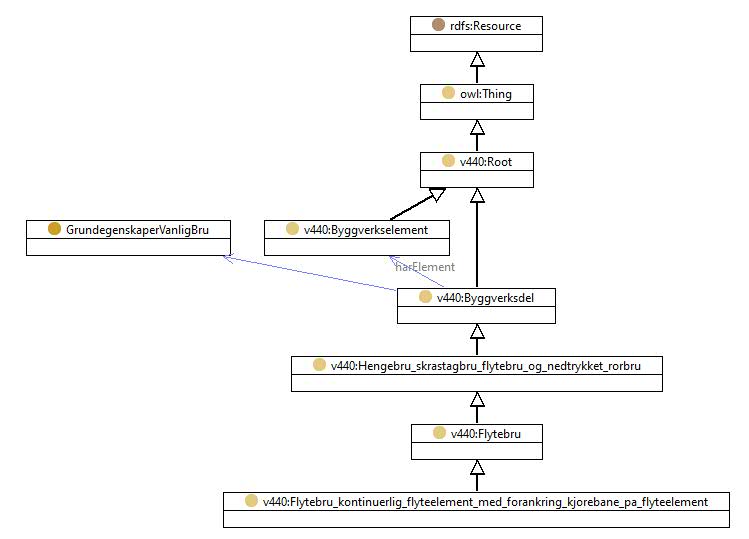 rdfs:Resource
owl:Thing
v440:Root
GrundegenskaperVanligBru
v440:Byggverkselement
harElement
v440:Byggverksdel
v440:Hengebru_skrastagbru_flytebru_og_nedtrykket_rorbru
v440:Flytebru
v440:Flytebru_kontinuerlig_flyteelement_med_forankring_kjorebane_pa_flyteelement